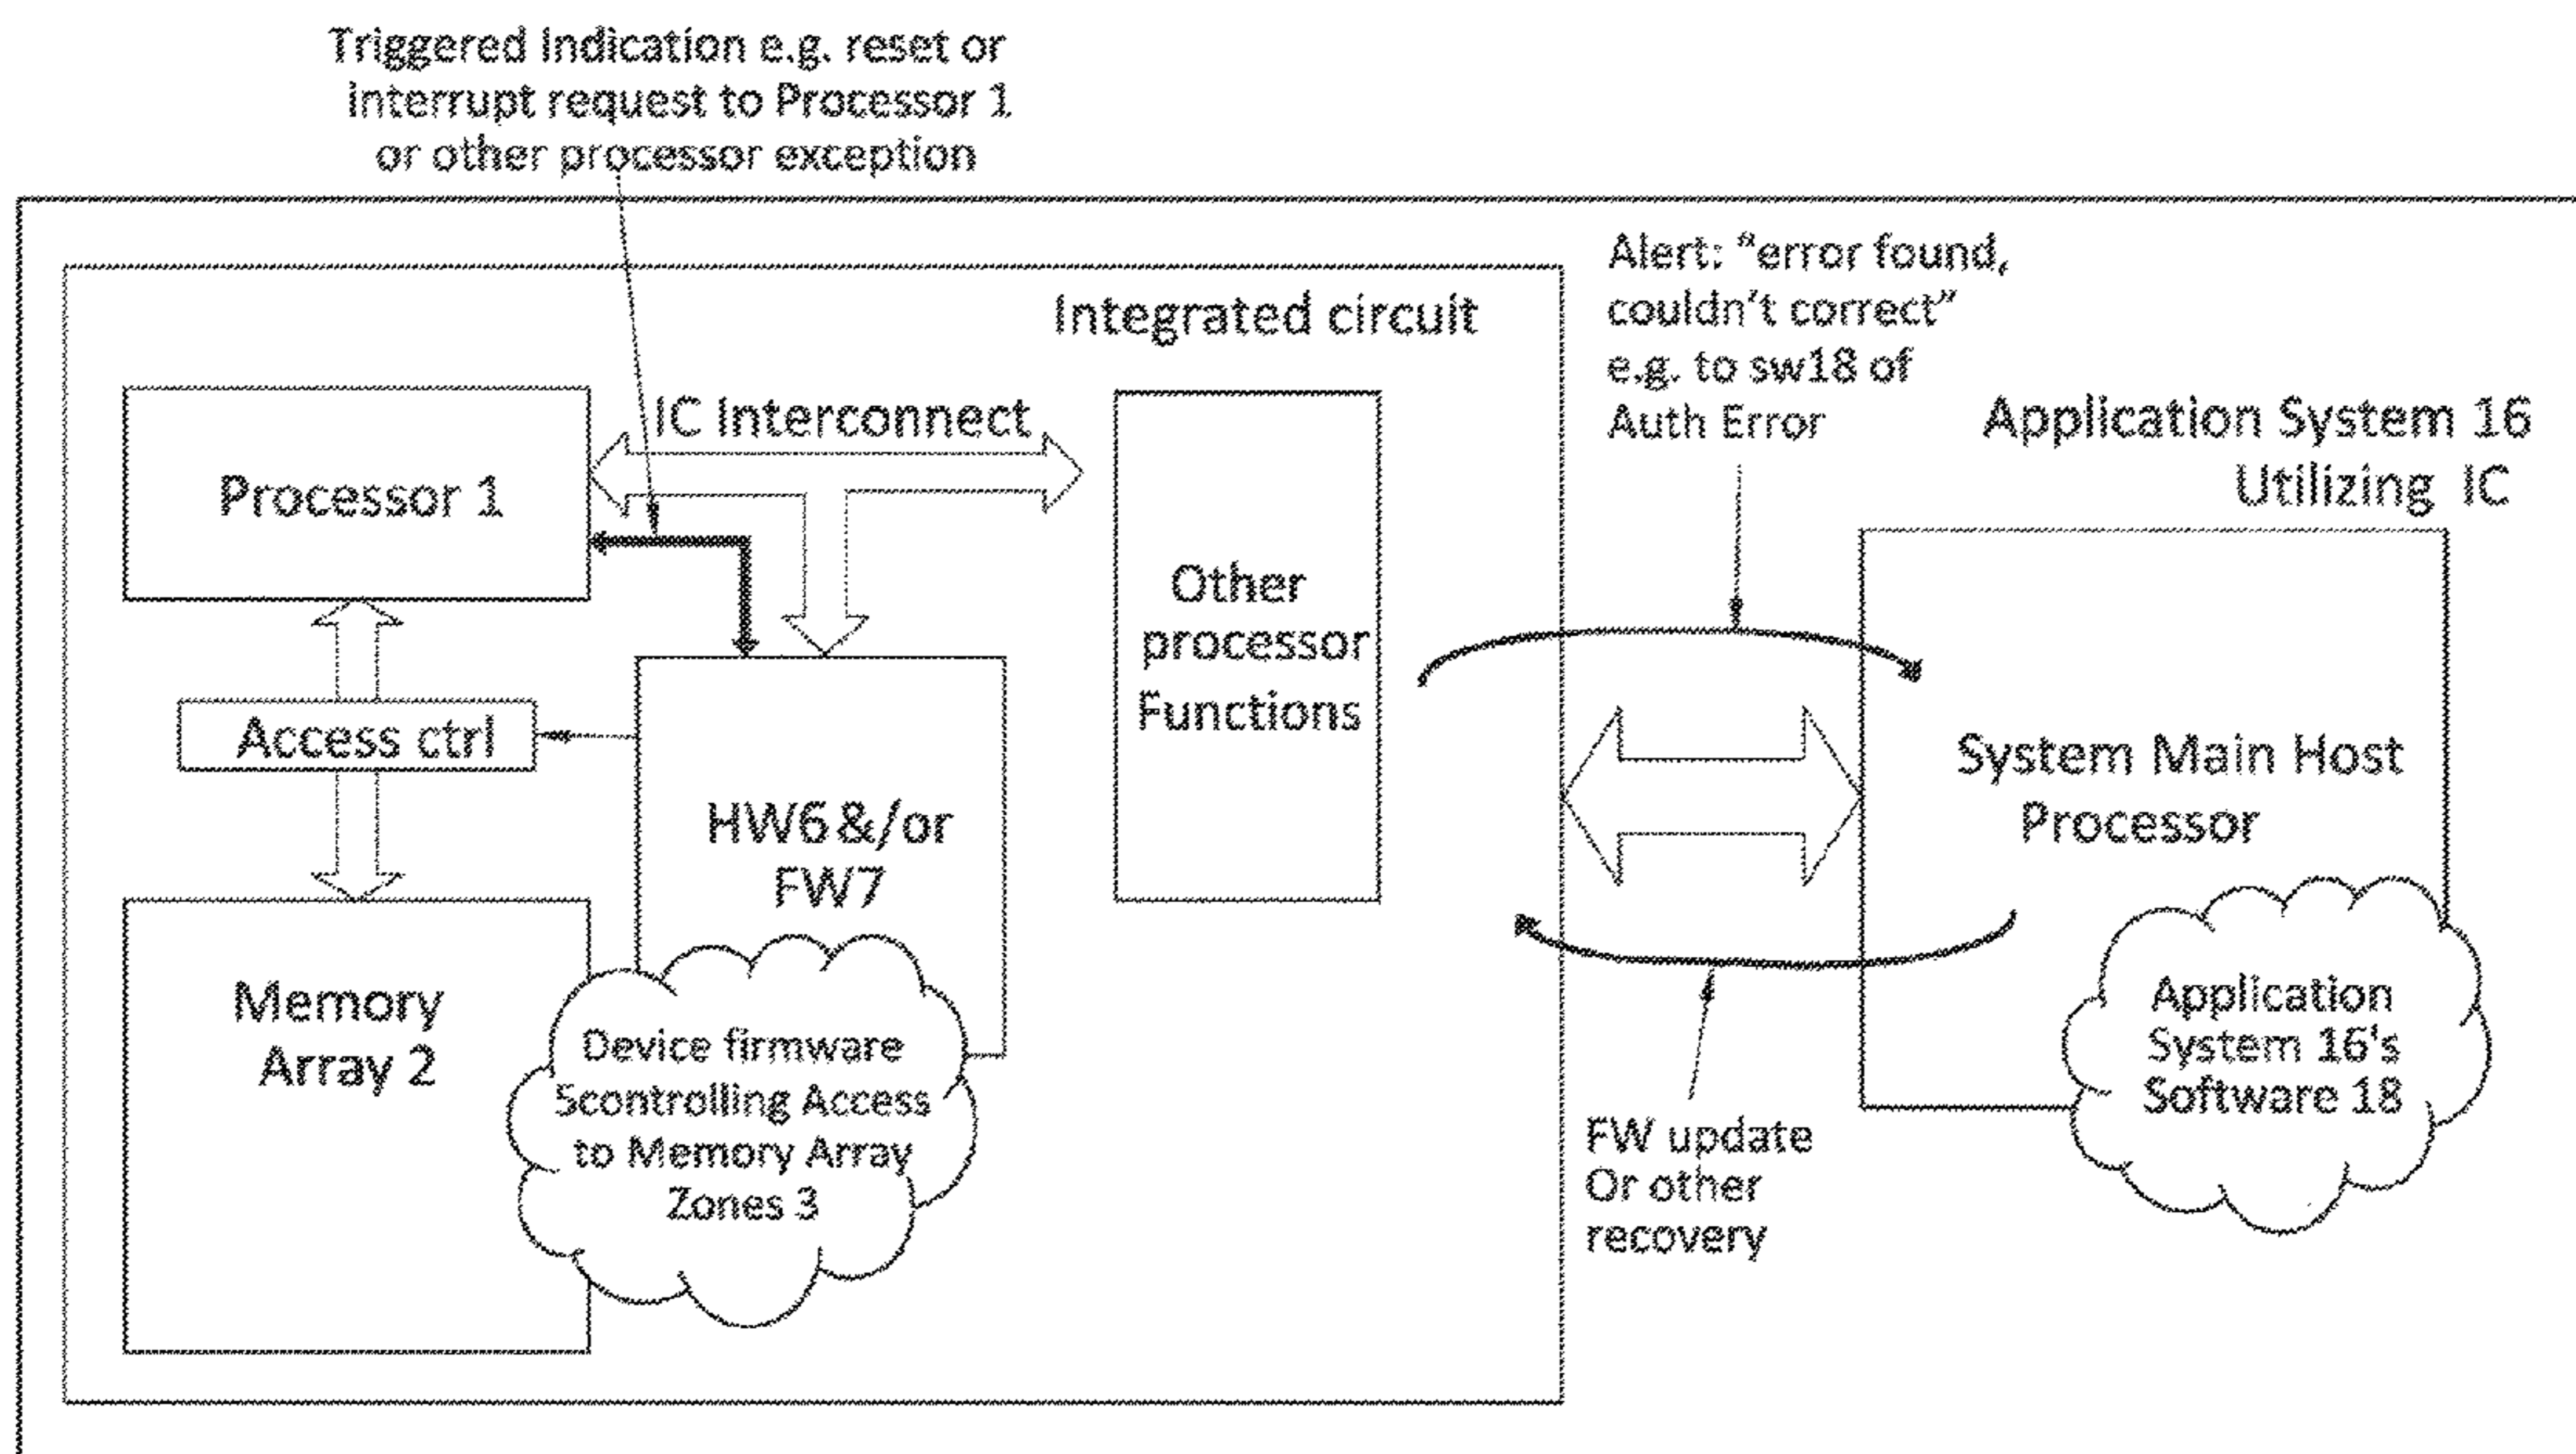 Triggered Indication e.g. reset or
interrupt request to Processor 1
or other processor exception
Integrated circuit
Alert: "error found,
couldn't correct"
e.g. to sw18 of
Auth Error
Application System 16
Utilizing IC
Processor 1
IC Interconnect
Other
processor
Functions
Access ctrl
HW6 &/or
FW7
System Main Host
Processor
Memory
Array 2
Device firmware
5controlling Access
to Memory Array
Zones 3
Application
System 16's
Software 18
FW update
Or other
recovery